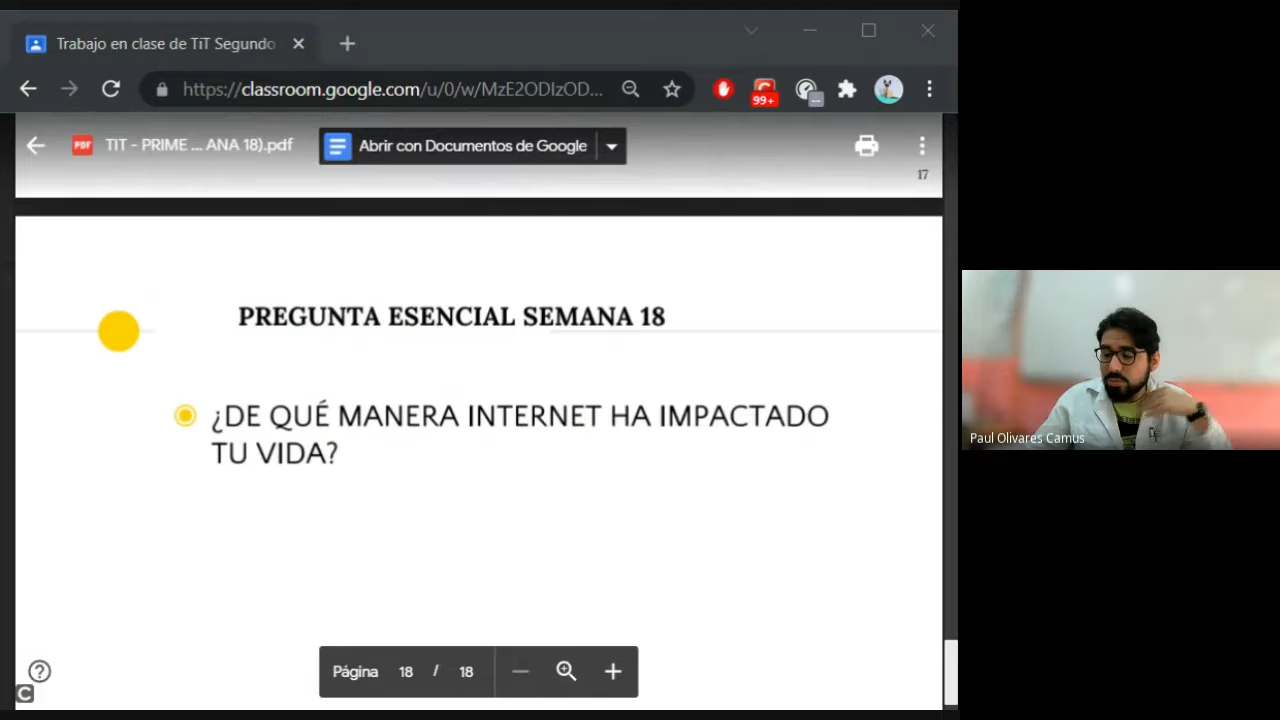 Trabajo en clase de TiT Segundo
https://classroom.google.com/u/0/w/MzE2ODIzOD...
99+
PDF
TIT - PRIME ... ANA 18).pdf
Abrir con Documentos de Google
17
PREGUNTA ESENCIAL SEMANA 18
¿DE QUÉ MANERA INTERNET HA IMPACTADO
TU VIDA?
Paul Olivares Camus
Página 18 / 18
C